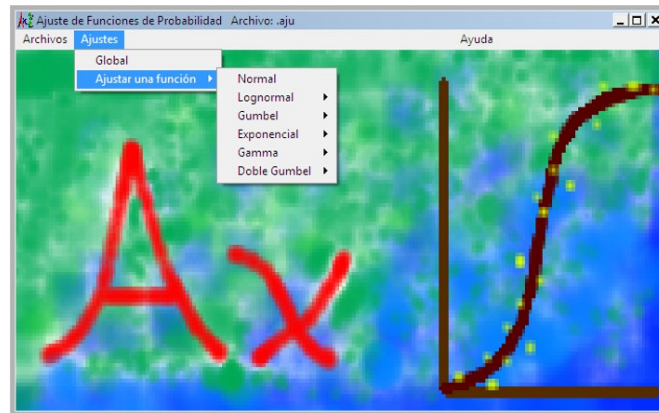 Ajuste de Funciones de Probabilidad   Archivo: .aju
Archivos Ajustes Ayuda
Global
Ajustar una función
Normal
Lognormal
Gumbel
Exponencial
Gamma
Doble Gumbel
Ax